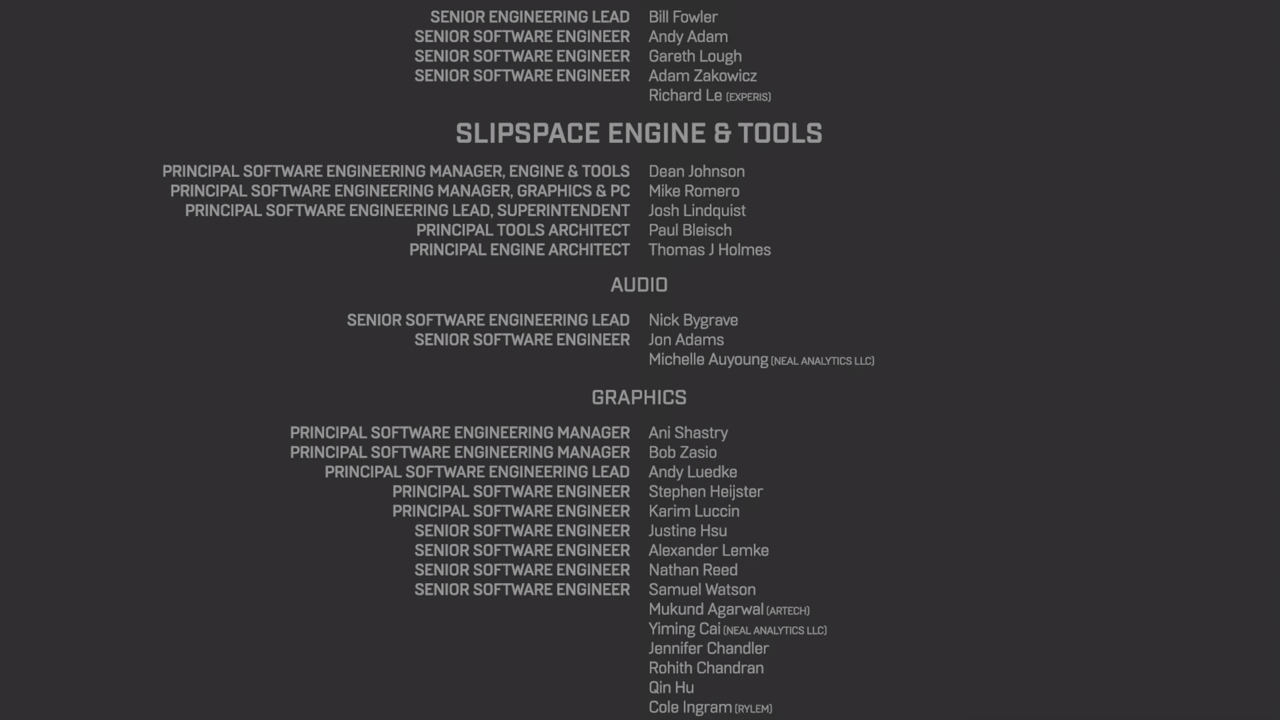 SENIOR ENGINEERING LEAD Bill Fowler
SENIOR SOFTWARE ENGINEER Andy Adam
SENIOR SOFTWARE ENGINEER Gareth Lough
SENIOR SOFTWARE ENGINEER Adam Zakowicz
Richard Le (EXPERIS)
SLIPSPACE ENGINE & TOOLS
PRINCIPAL SOFTWARE ENGINEERING MANAGER, ENGINE & TOOLS Dean Johnson
PRINCIPAL SOFTWARE ENGINEERING MANAGER, GRAPHICS & PC Mike Romero
PRINCIPAL SOFTWARE ENGINEERING LEAD, SUPERINTENDENT Josh Lindquist
PRINCIPAL TOOLS ARCHITECT Paul Bleisch
PRINCIPAL ENGINE ARCHITECT Thomas J Holmes
AUDIO
SENIOR SOFTWARE ENGINEERING LEAD Nick Bygrave
SENIOR SOFTWARE ENGINEER Jon Adams
Michelle Auyoung (NEAL ANALYTICS LLC)
GRAPHICS
PRINCIPAL SOFTWARE ENGINEERING MANAGER Ani Shastry
PRINCIPAL SOFTWARE ENGINEERING MANAGER Bob Zasio
PRINCIPAL SOFTWARE ENGINEERING LEAD Andy Luedke
PRINCIPAL SOFTWARE ENGINEER Stephen Heijster
PRINCIPAL SOFTWARE ENGINEER Karim Luccin
SENIOR SOFTWARE ENGINEER Justine Hsu
SENIOR SOFTWARE ENGINEER Alexander Lemke
SENIOR SOFTWARE ENGINEER Nathan Reed
SENIOR SOFTWARE ENGINEER Samuel Watson
Mukund Agarwal (ARTECH)
Yiming Cai (NEAL ANALYTICS LLC)
Jennifer Chandler
Rohith Chandran
Qin Hu
Cole Ingram (RYLEM)